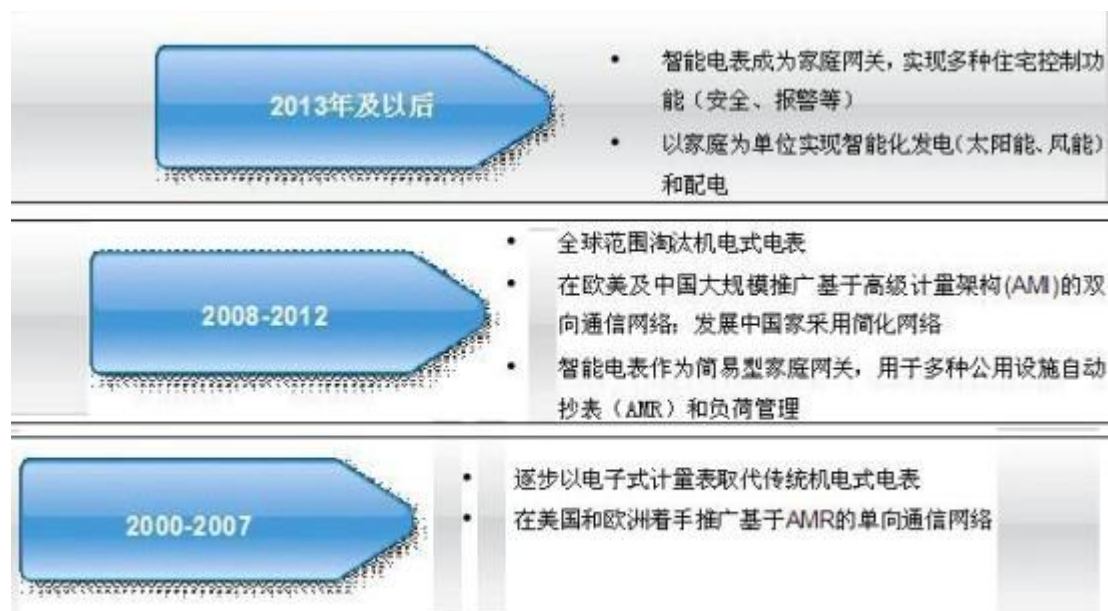 2013年及以后
• 智能电表成为家庭网关，实现多种住宅控制功
能（安全、报警等）
• 以家庭为单位实现智能化发电(太阳能、风能)
和配电
2008-2012
• 全球范围淘汰机电式电表
• 在欧美及中国大规模推广基于高级计量架构(AMI)的双
向通信网络；发展中国家采用简化网络
• 智能电表作为简易型家庭网关，用于多种公用设施自动
抄表（AMR）和负荷管理
2000-2007
• 逐步以电子式计量表取代传统机电式电表
• 在美国和欧洲着手推广基于AMR的单向通信网络